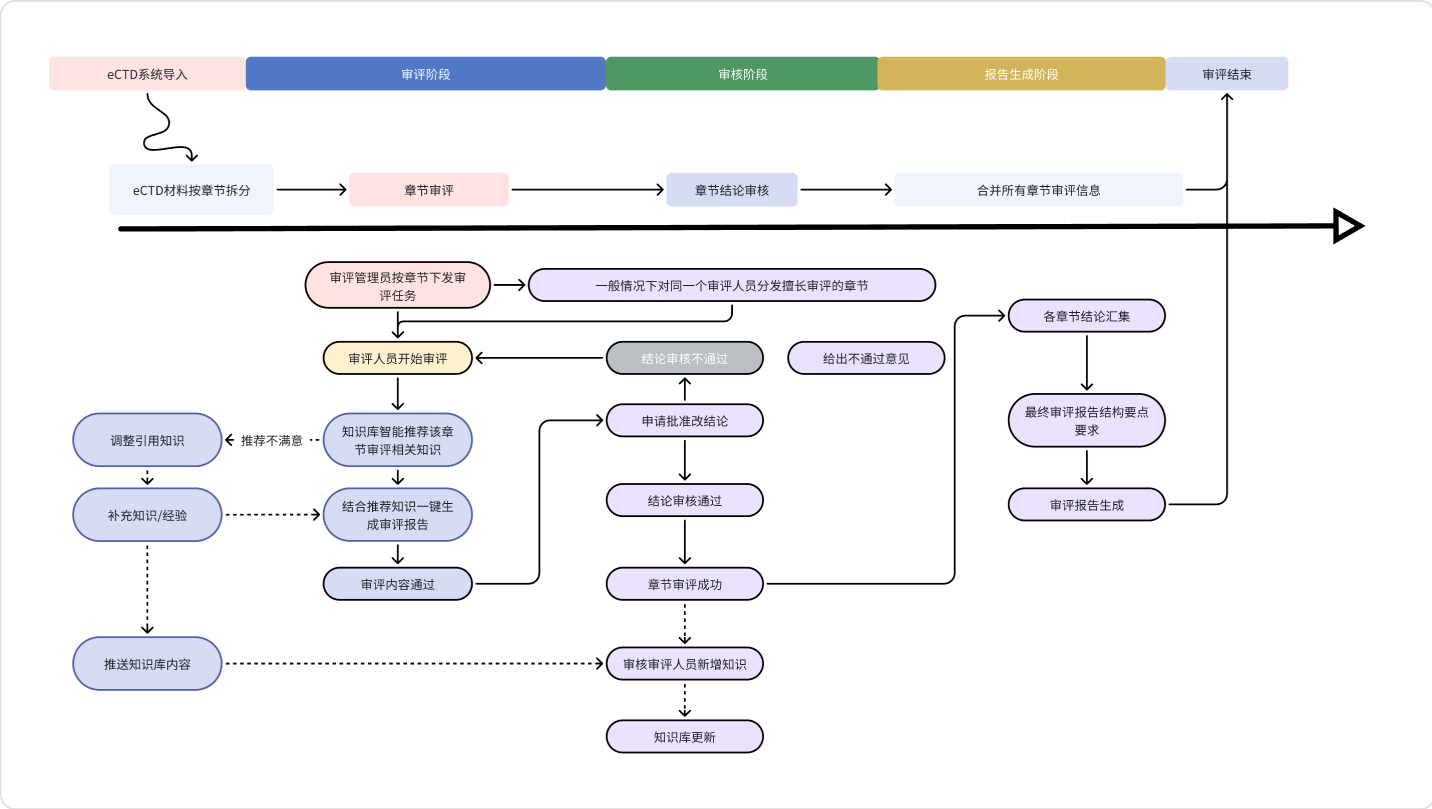 eCTD系统导入
审评阶段
审核阶段
报告生成阶段
审评结束
eCTD材料按章节拆分
章节审评
章节结论审核
合并所有章节审评信息
审评管理员按章节下发审
评任务
一般情况下对同一个审评人员分发擅长审评的章节
各章节结论汇集
审评人员开始审评
结论审核不通过
给出不通过意见
申请批准改结论
最终审评报告结构要点
要求
调整引用知识
推荐不满意
知识库智能推荐该章
节审评相关知识
结论审核通过
审评报告生成
补充知识/经验
结合推荐知识一键生
成审评报告
审评内容通过
章节审评成功
推送知识库内容
审核审评人员新增知识
知识库更新